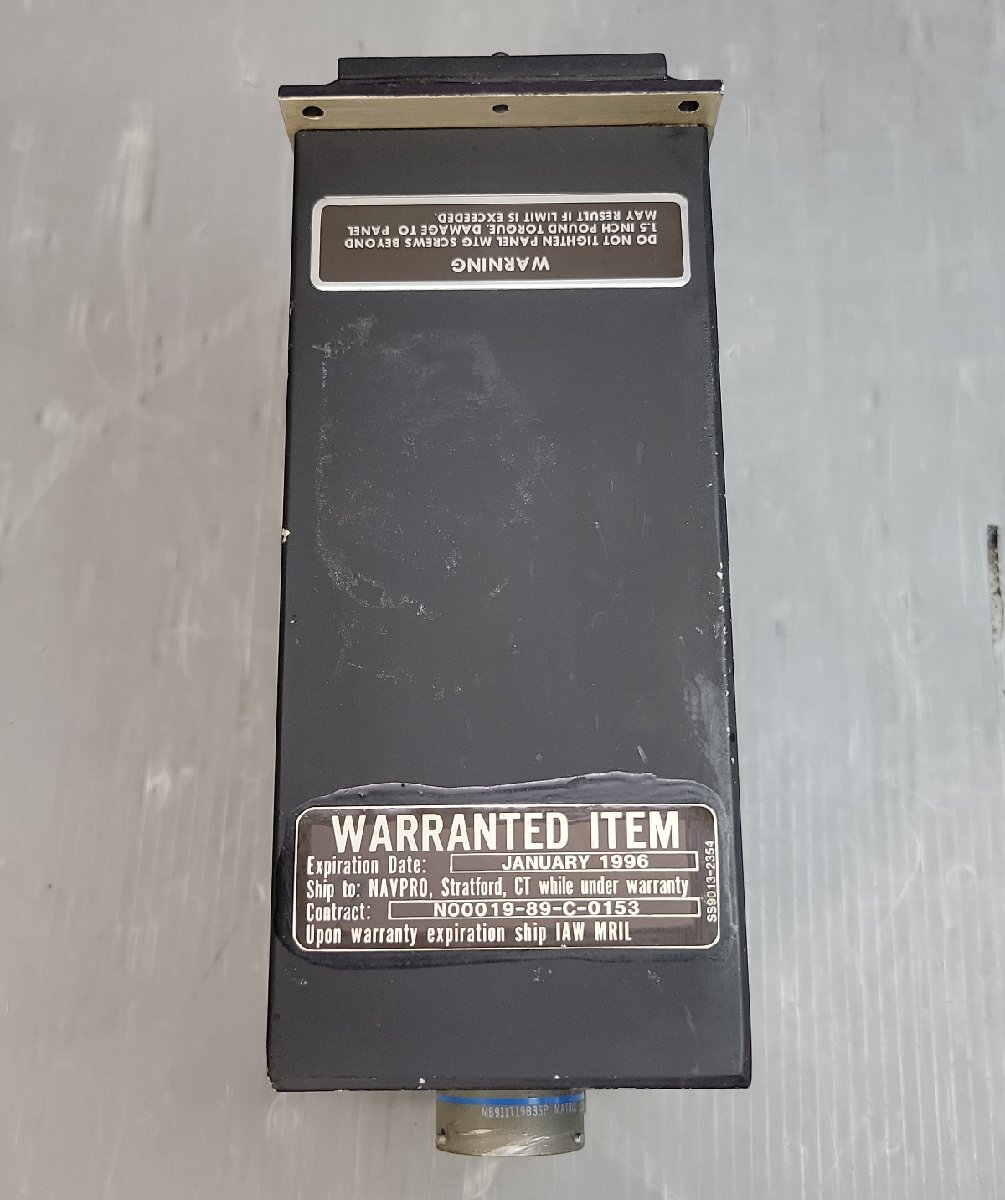 WARNING
DO NOT TIGHTEN PANEL MTG SCREWS BEYOND
1.5 INCH POUND TORQUE. DAMAGE TO PANEL
MAY RESULT IF LIMIT IS EXCEEDED.
WARRANTED ITEM
Expiration Date: JANUARY 1996
Ship to: NAVPRO, Stratford, CT while under warranty
Contract: N00019-89-C-0153
Upon warranty expiration ship IAW MRIL
SS9013-2354
MB911T19B35P